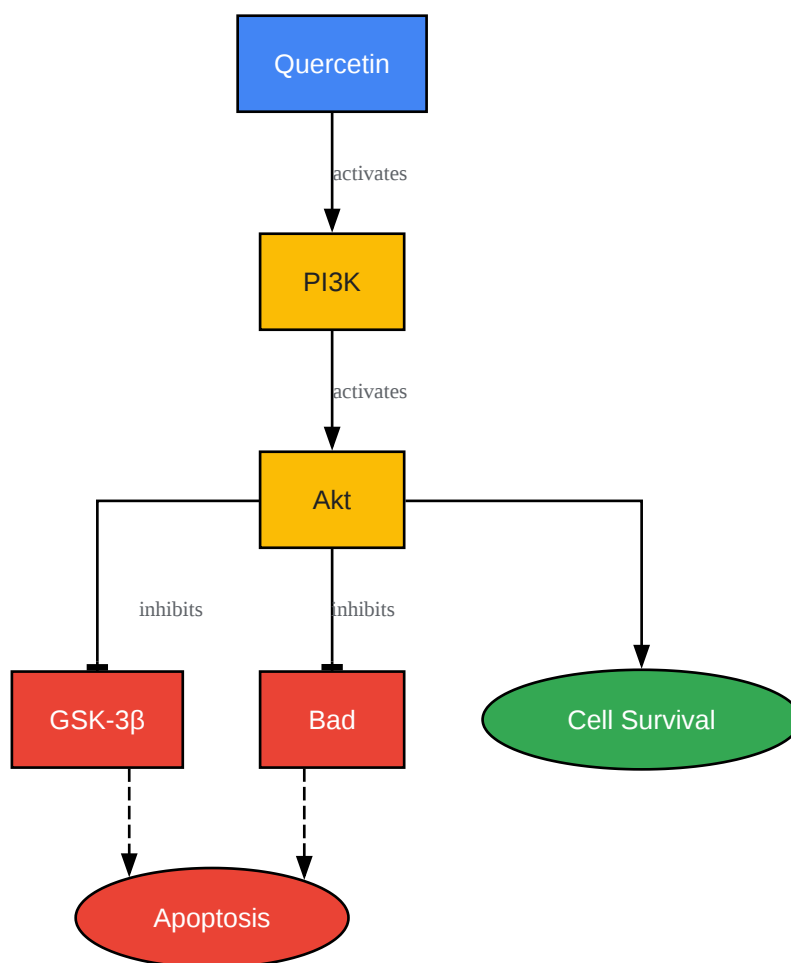 Quercetin
activates
PI3K
activates
Akt
inhibits
inhibits
GSK-3β
Bad
Cell Survival
Apoptosis